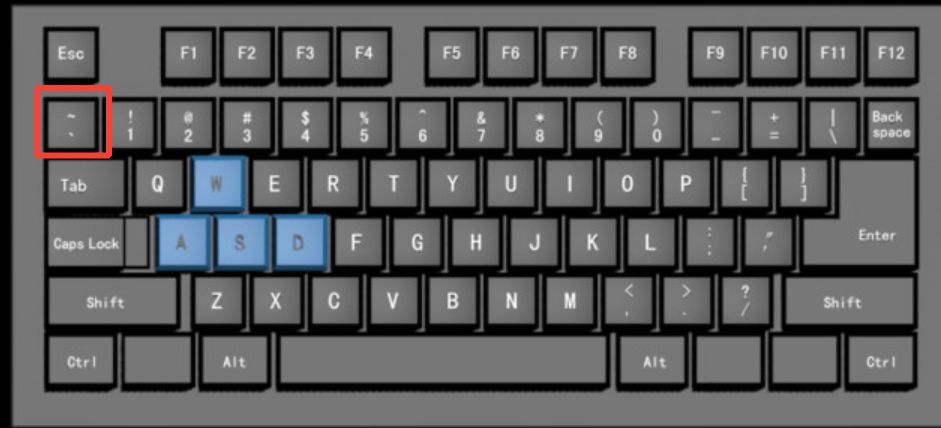 Esc F1 F2 F3 F4 F5 F6 F7 F8 F9 F10 F11 F12
~ ! @ # $ % ^ & * ( ) _ + | Back
` 1 2 3 4 5 6 7 8 9 0 - = \ space
Tab Q W E R T Y U I O P { }
[ ]
Caps Lock A S D F G H J K L : " Enter
; '
Shift Z X C V B N M < > ? Shift
, . /
Ctrl Alt Alt Ctrl